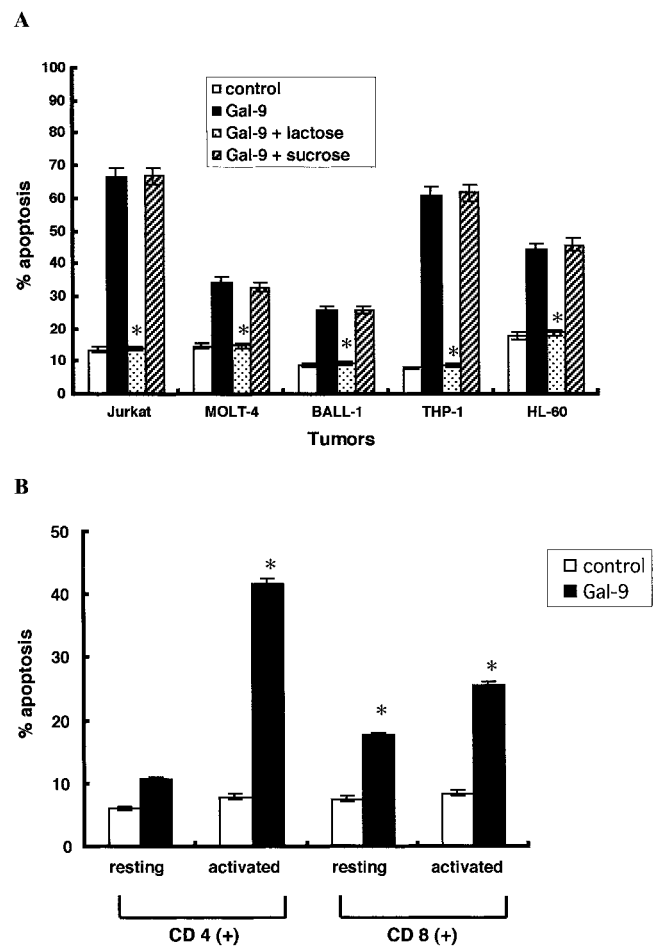 A
100
90
80
70
60
50
40
30
20
10
0
% apoptosis
control
Gal-9
Gal-9 + lactose
Gal-9 + sucrose
*
*
*
*
*
Jurkat MOLT-4 BALL-1 THP-1 HL-60
Tumors
B
50
40
30
20
10
0
% apoptosis
control
Gal-9
*
*
*
resting activated resting activated
CD 4 (+) CD 8 (+)